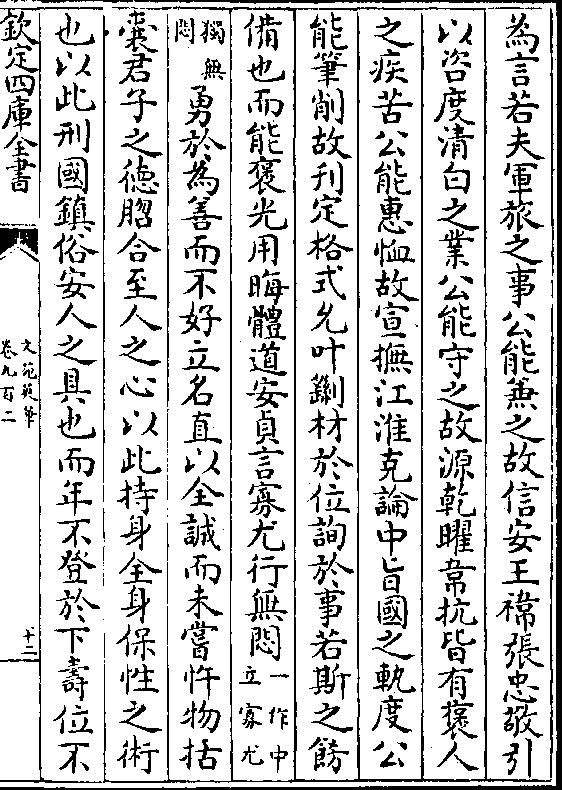 為言若夫軍旅之事公能兼之故信安王禕張忠敬引
以咨度清白之業公能守之故源乾曜韋抗皆有褒人
之疾苦公能惠恤故宣撫江淮克論中旨國之軌度公
能筆削故刋定格式允叶劚材於位詢於事若斯之餝
備也而能褒光用晦體道安貞言寡尤行無悶一作中立寡尤
獨無悶勇於為善而不好立名直以全誠而未嘗忤物括
囊君子之德脗合至人之心以此持身全身保性之術
也以此刑國鎮俗安人之具也而年不登於下壽位不
欽定四庫全書
文苑英華
卷九百二
十二